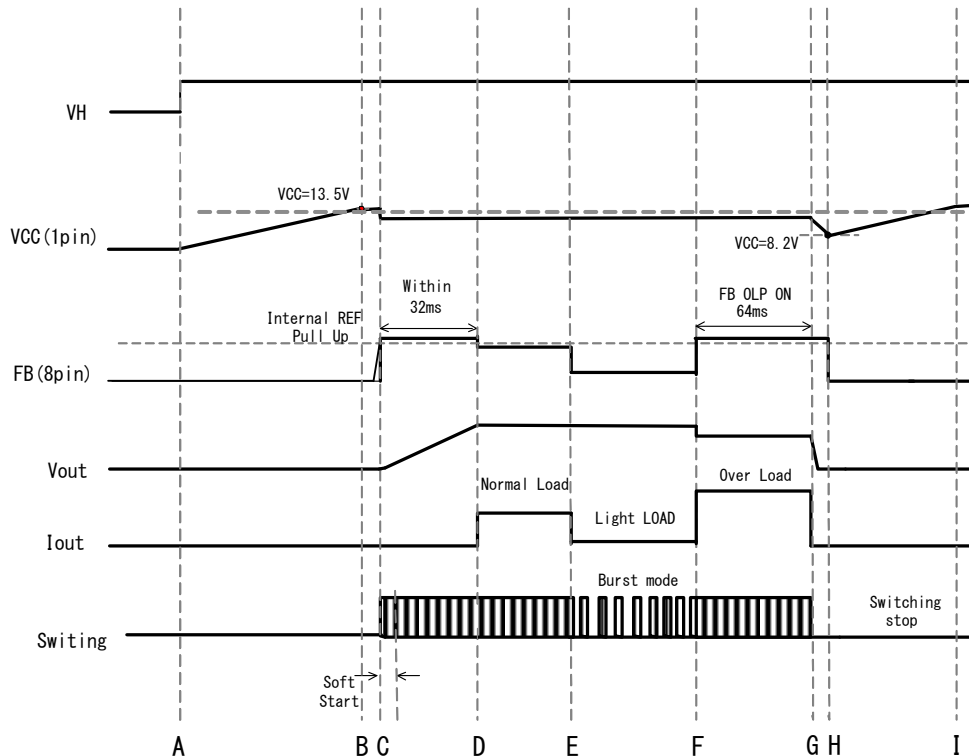 VH
VCC=13.5V
VCC(1pin)
VCC=8.2V
Within
32ms
FB OLP ON
64ms
Internal REF
Pull Up
FB(8pin)
Vout
Normal Load
Over Load
Light LOAD
Iout
Burst mode
Switching
stop
Switing
Soft
Start
A B C D E F G H I